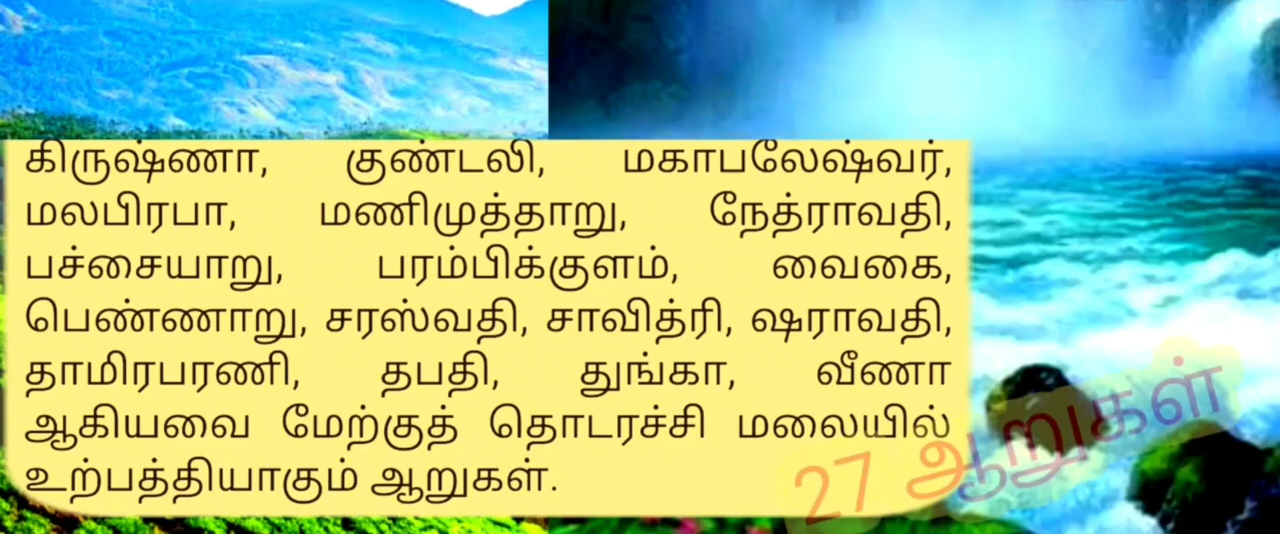 கிருஷ்ணா, குண்டலி, மகாபலேஷ்வர்,
மலபிரபா, மணிமுத்தாறு, நேத்ராவதி,
பச்சையாறு, பரம்பிக்குளம், வைகை,
பெண்ணாறு, சரஸ்வதி, சாவித்ரி, ஷராவதி,
தாமிரபரணி, தபதி, துங்கா, வீணா
ஆகியவை மேற்குத் தொடரச்சி மலையில்
உற்பத்தியாகும் ஆறுகள்.
27 ஆறுகள்